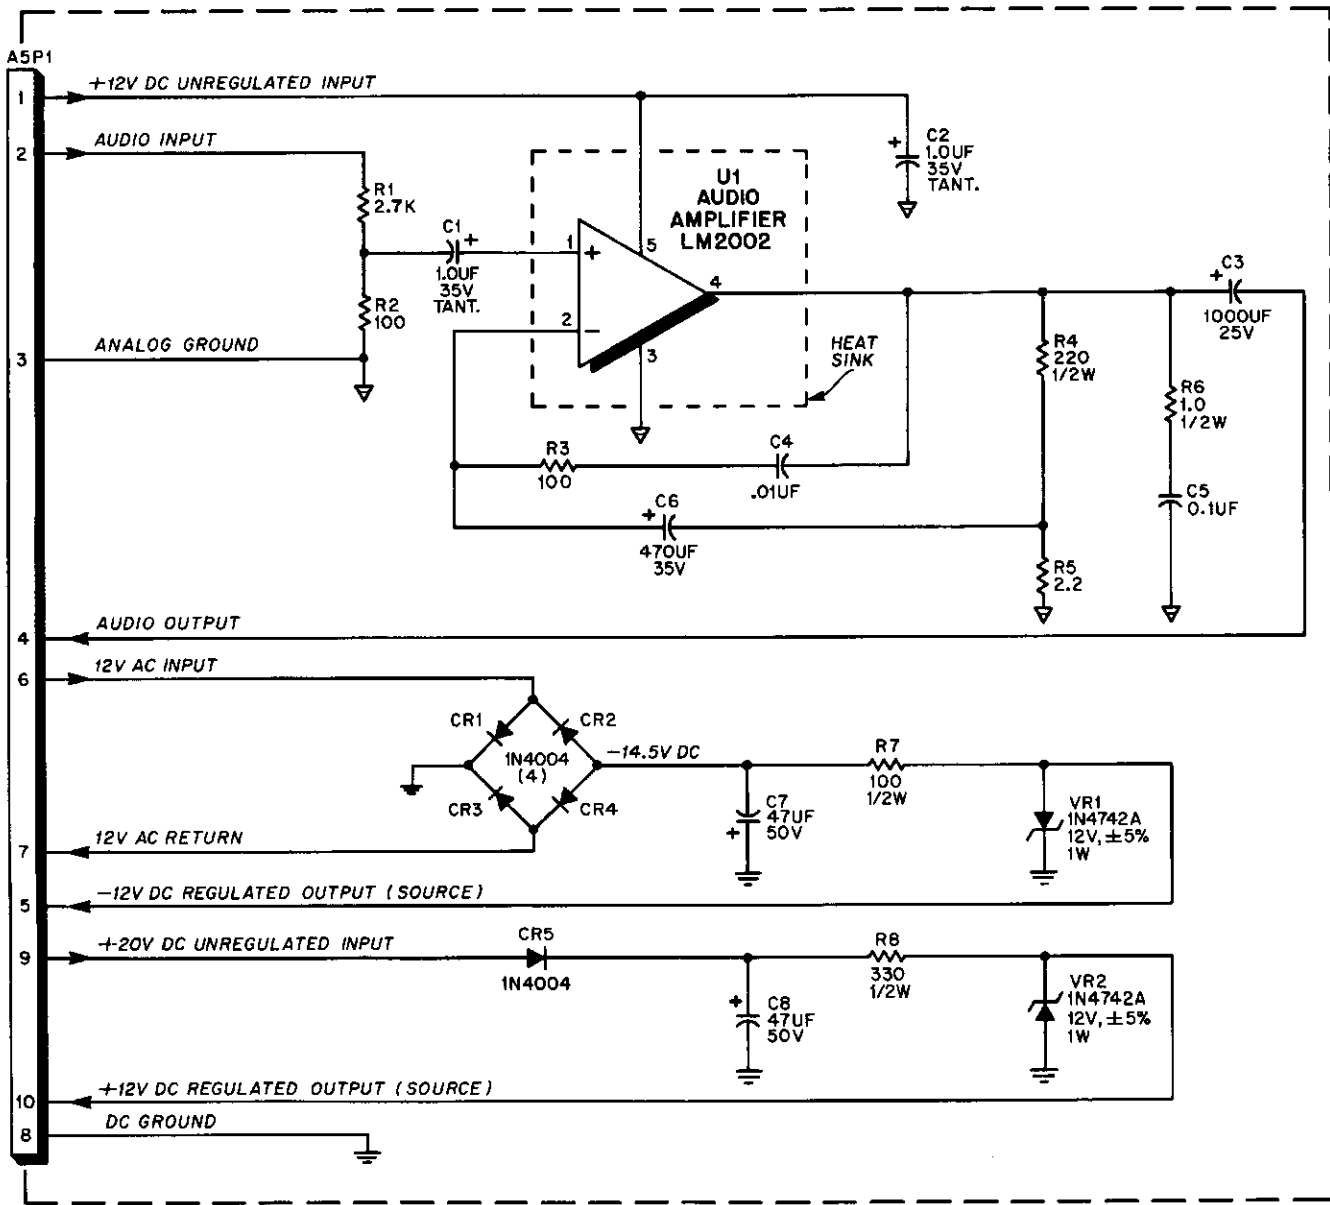 A5P1
1
+12V DC UNREGULATED INPUT
2
AUDIO INPUT
R1
2.7K
C1
+
1.0UF
35V
TANT.
R2
100
3
ANALOG GROUND
U1
AUDIO
AMPLIFIER
LM2002
1
+
2
−
5
4
3
HEAT
SINK
+
C2
1.0UF
35V
TANT.
C3
+
1000UF
25V
R4
220
1/2W
R6
1.0
1/2W
R3
100
C4
.01UF
C6
+
470UF
35V
C5
0.1UF
R5
2.2
4
AUDIO OUTPUT
6
12V AC INPUT
CR1
CR2
1N4004
(4)
CR3
CR4
−14.5V DC
C7
47UF
50V
+
R7
100
1/2W
VR1
1N4742A
12V, ±5%
1W
7
12V AC RETURN
5
−12V DC REGULATED OUTPUT (SOURCE)
9
+20V DC UNREGULATED INPUT
CR5
1N4004
+
C8
47UF
50V
R8
330
1/2W
VR2
1N4742A
12V, ±5%
1W
10
+12V DC REGULATED OUTPUT (SOURCE)
8
DC GROUND